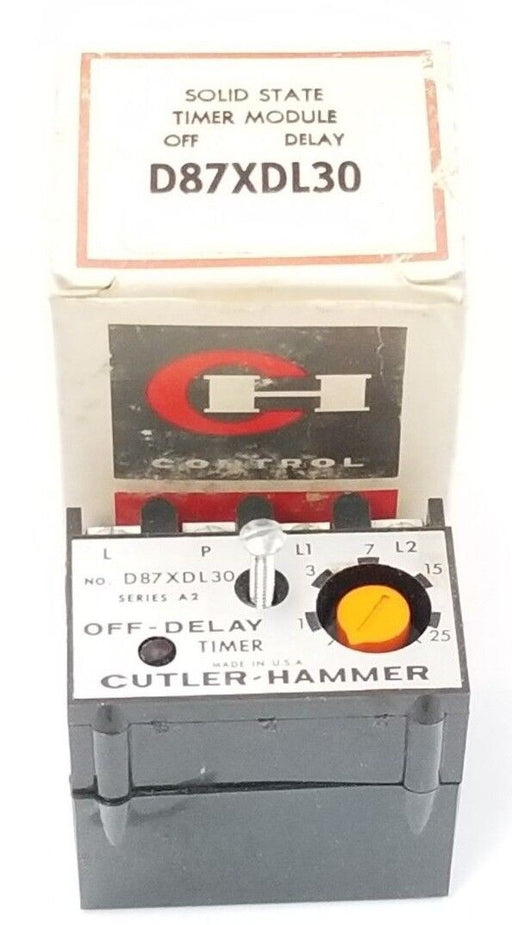 SOLID STATE
TIMER MODULE
OFF DELAY
D87XDL30
CH
CONTROL
L P L1 L2
NO. D87XDL30
SERIES A2
1 3 7 15 25
OFF-DELAY
TIMER
MADE IN U.S.A.
CUTLER-HAMMER